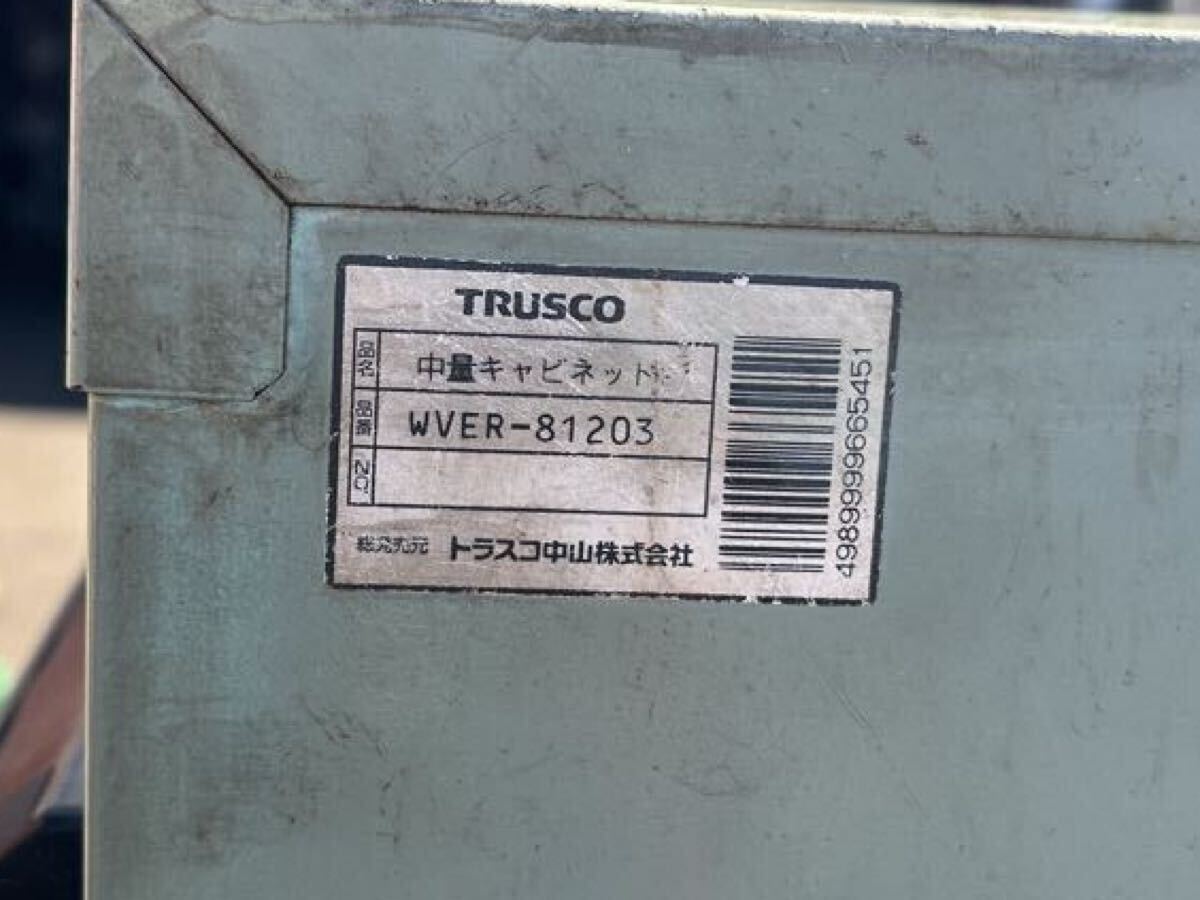 TRUSCO
品名 中量キャビネット
品番 WVER-81203
NO.
総発売元 トラスコ中山株式会社
4989999665451